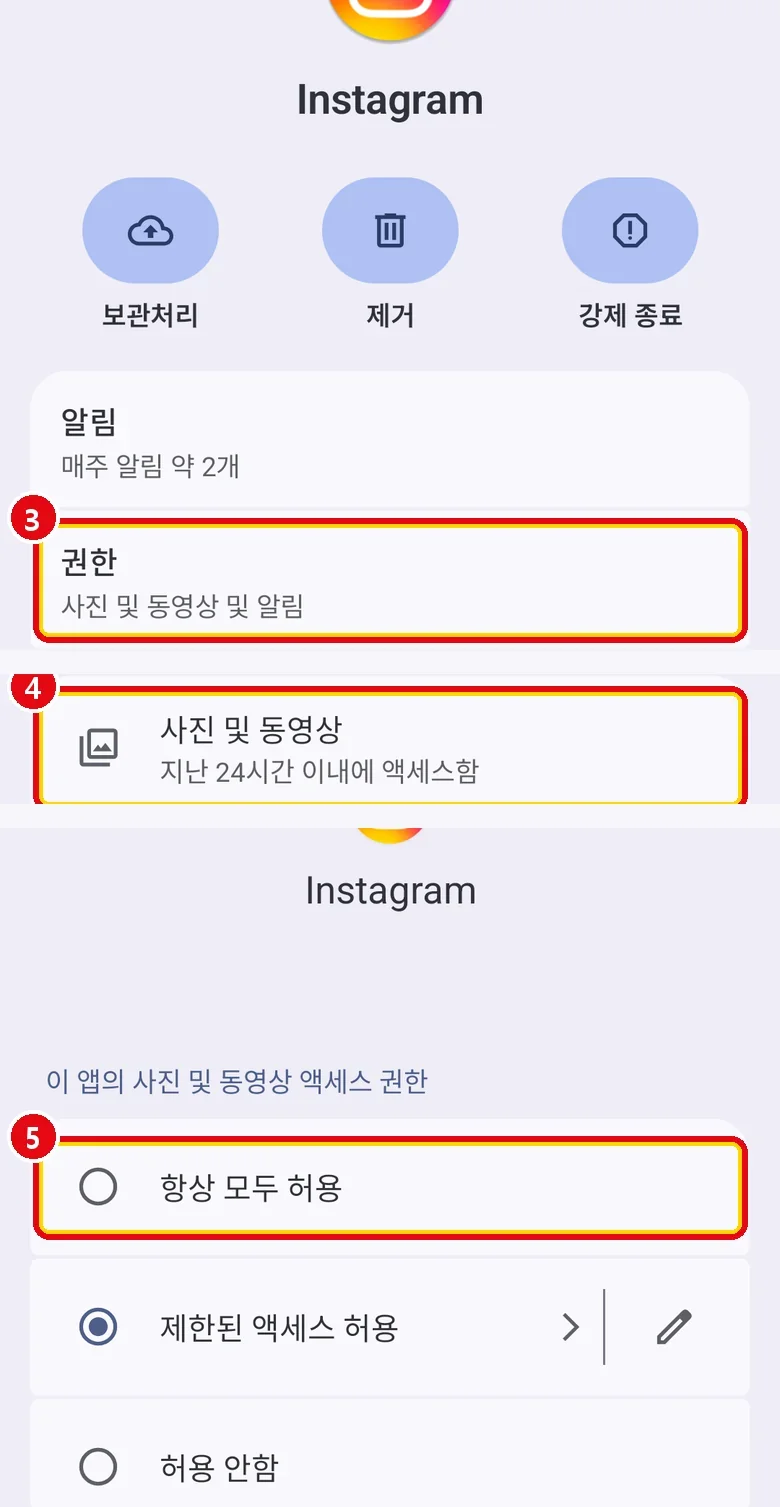 Instagram
보관처리
제거
강제 종료
알림
매주 알림 약 2개
3
권한
사진 및 동영상 및 알림
4
사진 및 동영상
지난 24시간 이내에 액세스함
Instagram
이 앱의 사진 및 동영상 액세스 권한
5
항상 모두 허용
제한된 액세스 허용
허용 안함